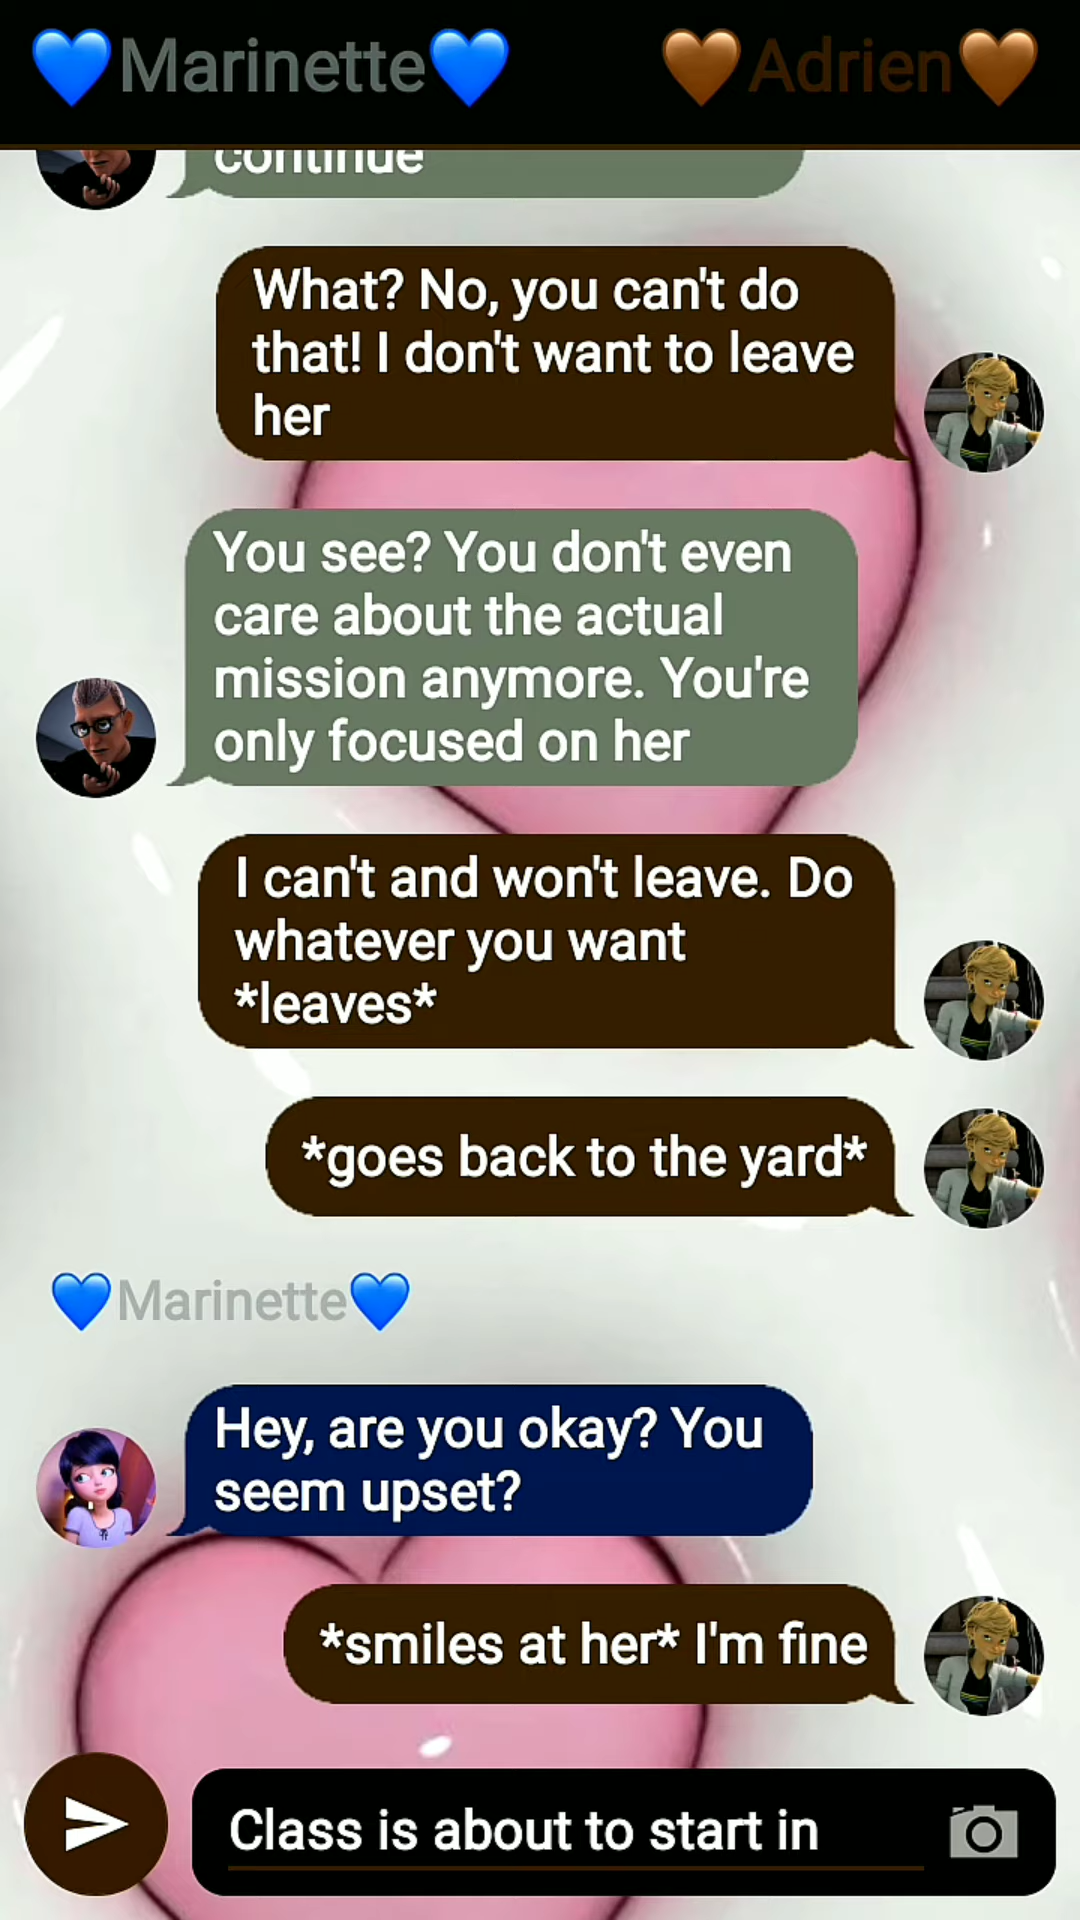 💙Marinette💙
🤎Adrien🤎
continue
What? No, you can't do
that! I don't want to leave
her
You see? You don't even
care about the actual
mission anymore. You're
only focused on her
I can't and won't leave. Do
whatever you want
*leaves*
*goes back to the yard*
💙Marinette💙
Hey, are you okay? You
seem upset?
*smiles at her* I'm fine
Class is about to start in